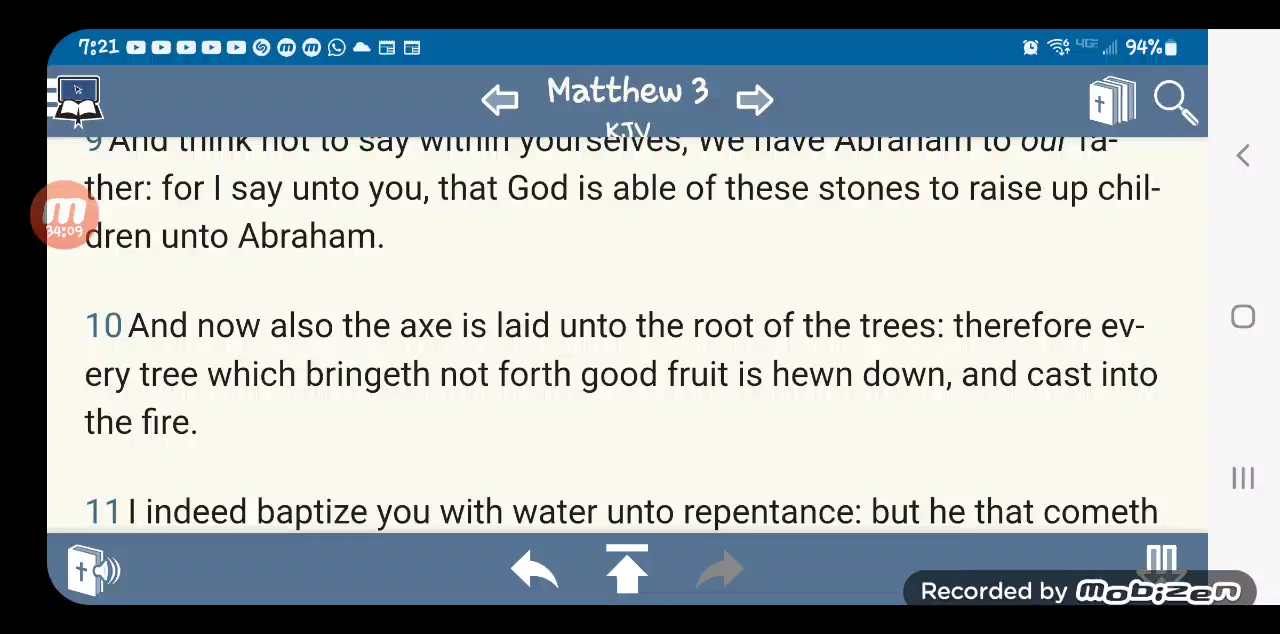 7:21
4GE
94%
Matthew 3
KJV
9 And think not to say within yourselves, We have Abraham to our fa-
ther: for I say unto you, that God is able of these stones to raise up chil-
34:09
dren unto Abraham.
10 And now also the axe is laid unto the root of the trees: therefore ev-
ery tree which bringeth not forth good fruit is hewn down, and cast into
the fire.
11 I indeed baptize you with water unto repentance: but he that cometh
Recorded by Mobizen